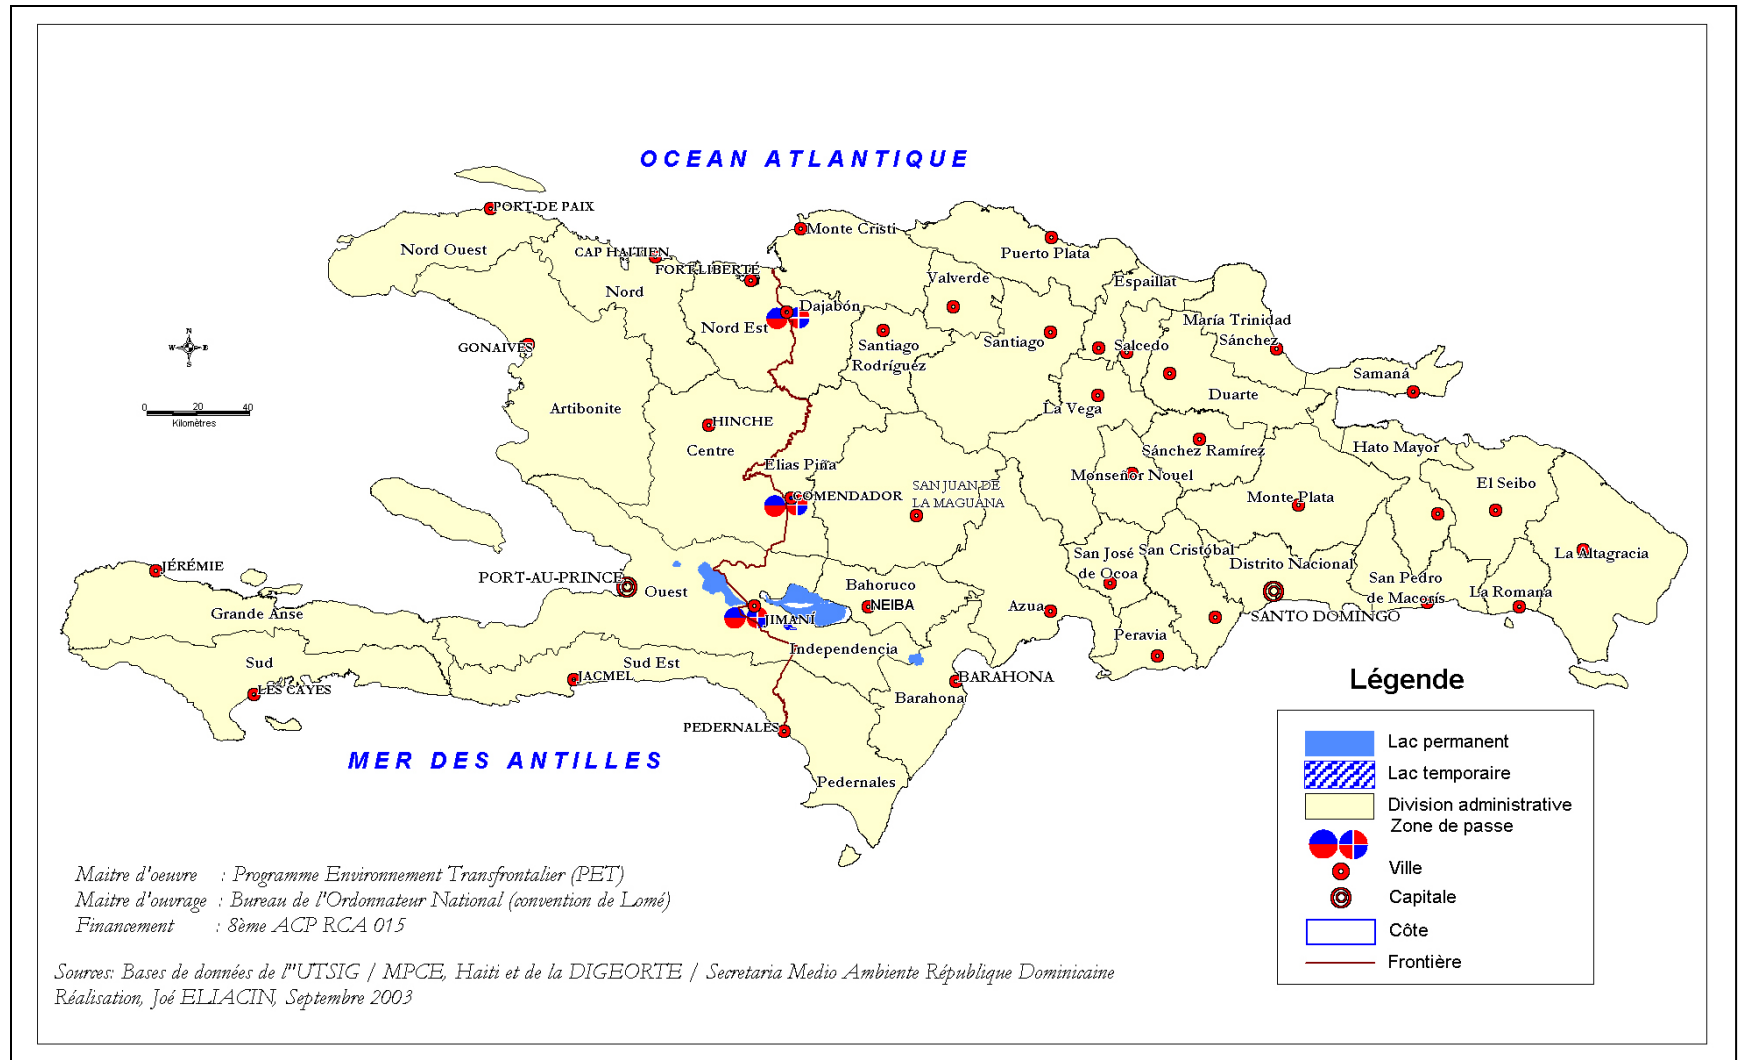 OCEAN ATLANTIQUE
PORT-DE PAIX
Nord Ouest
CAP HAITIEN
FORT-LIBERTÉ
Nord
Monte Cristi
Puerto Plata
Valverde
Espaillat
Dajabón
Nord Est
María Trinidad
Sánchez
Santiago
Rodríguez
Santiago
Salcedo
N
W E
S
GONAIVES
Samaná
Duarte
La Vega
Artibonite
0 20 40
Kilomètres
HINCHE
Centre
Elias Piña
Sánchez Ramírez
Hato Mayor
Monseñor Nouel
El Seibo
COMENDADOR
SAN JUAN DE
LA MAGUANA
Monte Plata
JÉRÉMIE
PORT-AU-PRINCE
Ouest
Bahoruco
NEIBA
San José
de Ocoa
San Cristóbal
Distrito Nacional
La Altagracia
San Pedro
de Macorís
La Romana
Grande Anse
JIMANÍ
Azua
SANTO DOMINGO
Peravia
Independencia
Sud
Sud Est
LES CAYES
JACMEL
BARAHONA
Barahona
PEDERNALES
Pedernales
MER DES ANTILLES
Légende
Lac permanent
Lac temporaire
Division administrative
Zone de passe
Ville
Capitale
Côte
Frontière
Maitre d'oeuvre : Programme Environnement Transfrontalier (PET)
Maitre d'ouvrage : Bureau de l'Ordonnateur National (convention de Lomé)
Financement : 8ème ACP RCA 015
Sources: Bases de données de l''UTSIG / MPCE, Haiti et de la DIGEORTE / Secretaria Medio Ambiente République Dominicaine
Réalisation, Joé ELIACIN, Septembre 2003